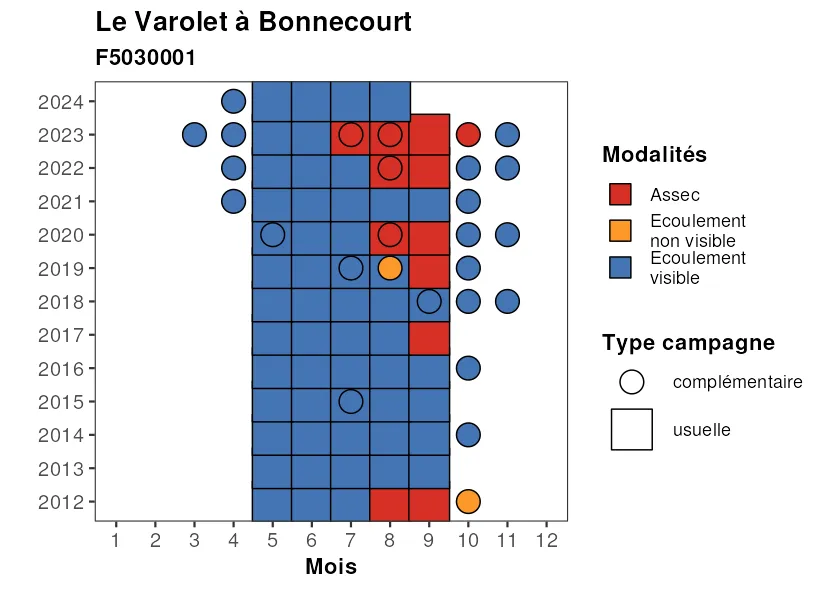 Le Varolet à Bonnecourt
F5030001
2024
2023
2022
2021
2020
2019
2018
2017
2016
2015
2014
2013
2012
1 2 3 4 5 6 7 8 9 10 11 12
Mois
Modalités
Assec
Ecoulement
non visible
Ecoulement
visible
Type campagne
complémentaire
usuelle